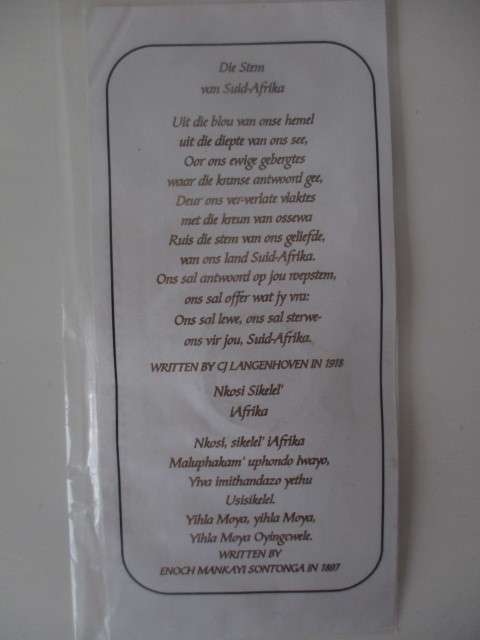 Die Stem
van Suid-Afrika
Uit die blou van onse hemel
uit die diepte van ons see,
Oor ons ewige gebergtes
waar die kranse antwoord gee,
Deur ons ver-verlate vlaktes
met die kreun van ossewa
Ruis die stem van ons geliefde,
van ons land Suid-Afrika.
Ons sal antwoord op jou roepstem,
ons sal offer wat jy vra:
Ons sal lewe, ons sal sterwe-
ons vir jou, Suid-Afrika.
WRITTEN BY CJ LANGENHOVEN IN 1918
Nkosi Sikelel'
iAfrika
Nkosi, sikelel' iAfrika
Maluphakam' uphondo lwayo,
Yiva imithandazo yethu
Usisikelel.
Yihla Moya, yihla Moya,
Yihla Moya Oyingcwele.
WRITTEN BY
ENOCH MANKAYI SONTONGA IN 1897